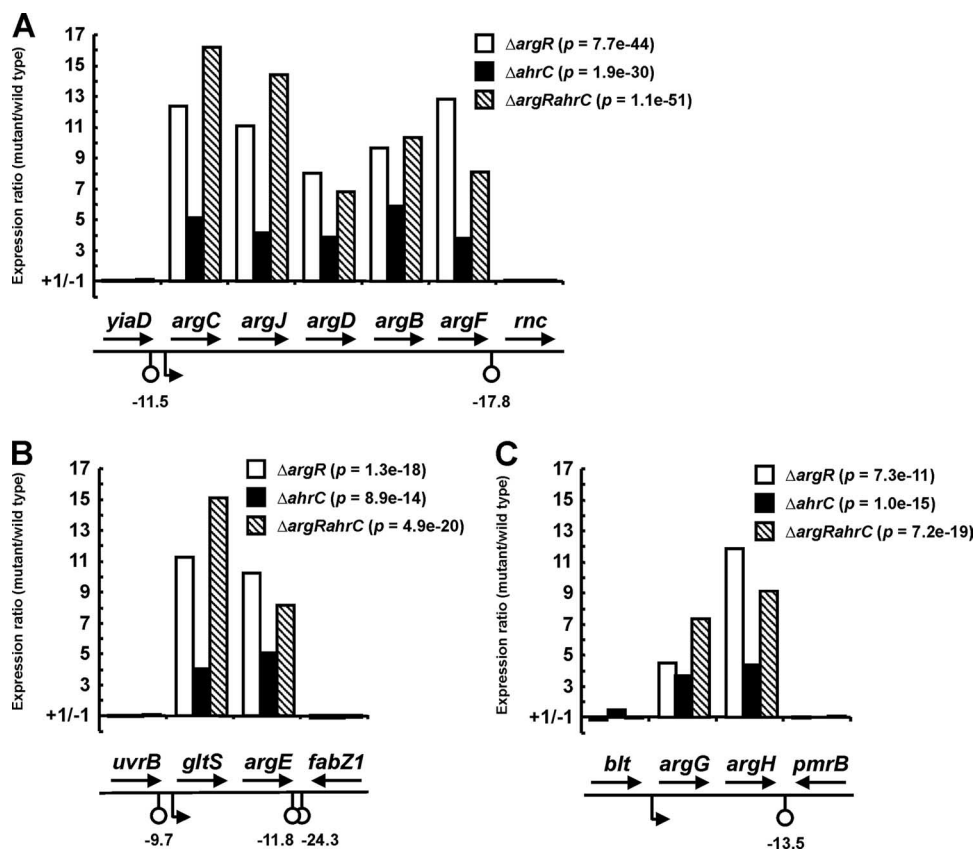 A
Expression ratio (mutant/wild type)
17
15
13
11
9
7
5
3
+1/-1
ΔargR (p = 7.7e-44)
ΔahrC (p = 1.9e-30)
ΔargRahrC (p = 1.1e-51)
yiaD argC argJ argD argB argF rnc
-11.5 -17.8
B
Expression ratio (mutant/wild type)
17
15
13
11
9
7
5
3
+1/-1
ΔargR (p = 1.3e-18)
ΔahrC (p = 8.9e-14)
ΔargRahrC (p = 4.9e-20)
uvrB gltS argE fabZ1
-9.7 -11.8 -24.3
C
Expression ratio (mutant/wild type)
17
15
13
11
9
7
5
3
+1/-1
ΔargR (p = 7.3e-11)
ΔahrC (p = 1.0e-15)
ΔargRahrC (p = 7.2e-19)
blt argG argH pmrB
-13.5